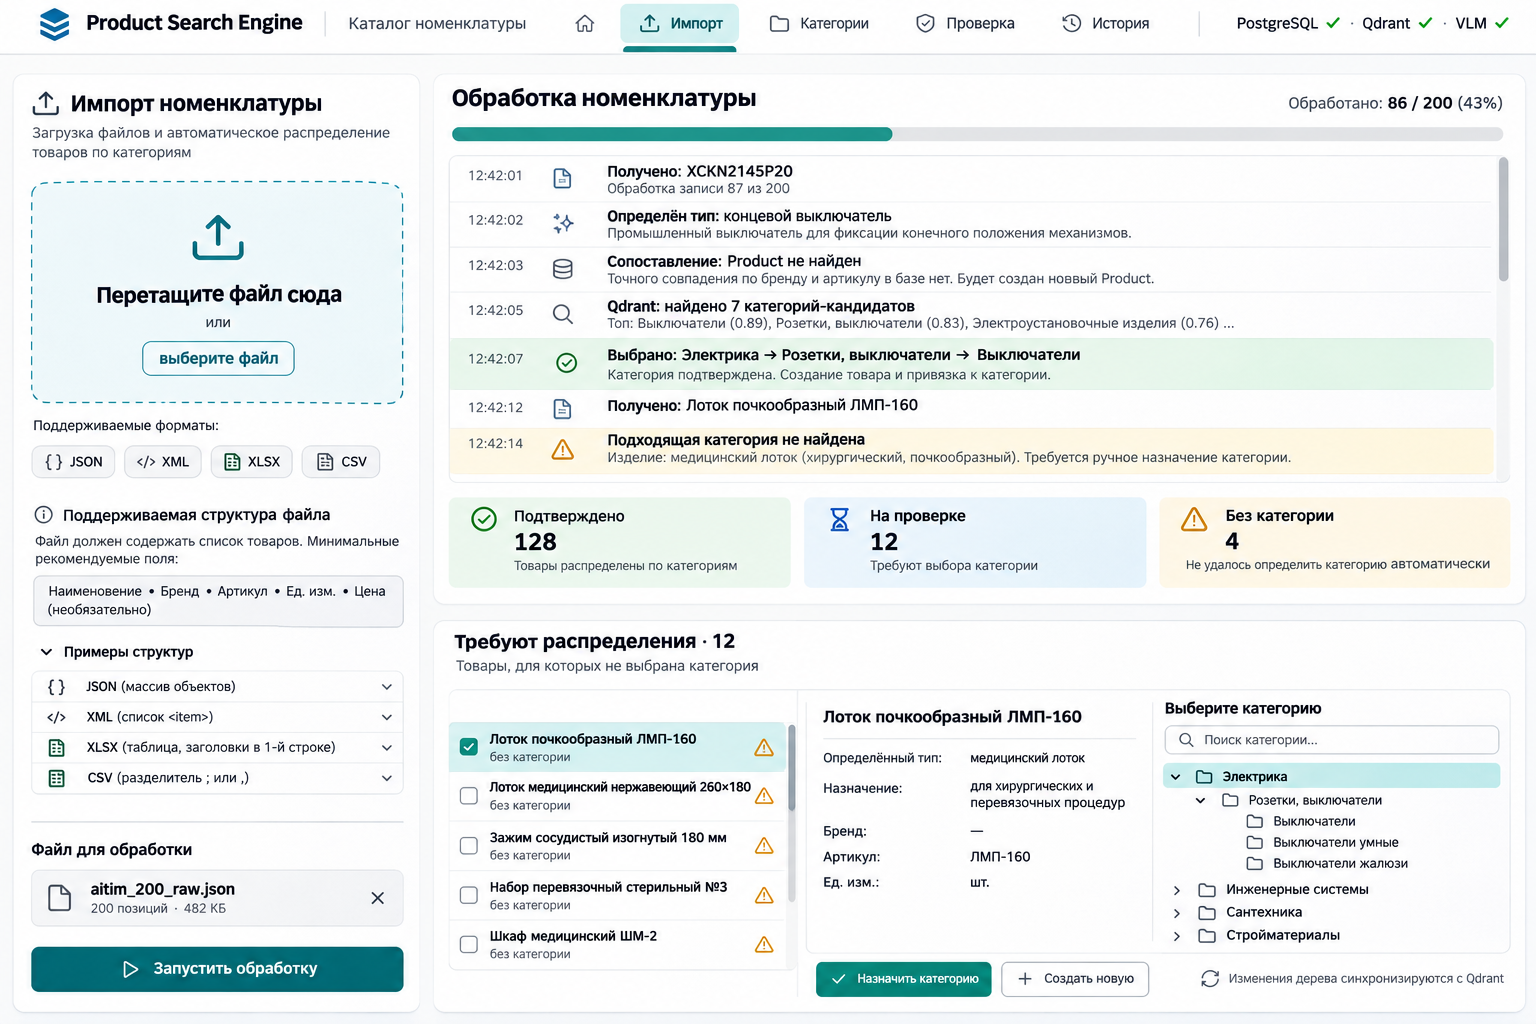 Product Search Engine
Каталог номенклатуры
Импорт
Категории
Проверка
История
PostgreSQL ✓ · Qdrant ✓ · VLM ✓
Импорт номенклатуры
Загрузка файлов и автоматическое распределение
товаров по категориям
Перетащите файл сюда
или
выберите файл
Поддерживаемые форматы:
{ } JSON
</> XML
XLSX
CSV
Поддерживаемая структура файла
Файл должен содержать список товаров. Минимальные
рекомендуемые поля:
Наименовение • Бренд • Артикул • Ед. изм. • Цена
(необязательно)
Примеры структур
{ } JSON (массив объектов)
</> XML (список <item>)
XLSX (таблица, заголовки в 1-й строке)
CSV (разделитель ; или ,)
Файл для обработки
aitim_200_raw.json
200 позиций · 482 КБ
Запустить обработку
Обработка номенклатуры
Обработано: 86 / 200 (43%)
12:42:01
Получено: XCKN2145P20
Обработка записи 87 из 200
12:42:02
Определён тип: концевой выключатель
Промышленный выключатель для фиксации конечного положения механизмов.
12:42:03
Сопоставление: Product не найден
Точного совпадения по бренду и артикулу в базе нет. Будет создан новвый Product.
12:42:05
Qdrant: найдено 7 категорий-кандидатов
Топ: Выключатели (0.89), Розетки, выключатели (0.83), Электроустановочные изделия (0.76) ...
12:42:07
Выбрано: Электрика → Розетки, выключатели → Выключатели
Категория подтверждена. Создание товара и привязка к категории.
12:42:12
Получено: Лоток почкообразный ЛМП-160
12:42:14
Подходящая категория не найдена
Изделие: медицинский лоток (хирургический, почкообразный). Требуется ручное назначение категории.
Подтверждено
128
Товары распределены по категориям
На проверке
12
Требуют выбора категории
Без категории
4
Не удалось определить категорию автоматически
Требуют распределения · 12
Товары, для которых не выбрана категория
Лоток почкообразный ЛМП-160
без категории
Лоток медицинский нержавеющий 260×180
без категории
Зажим сосудистый изогнутый 180 мм
без категории
Набор перевязочный стерильный №3
без категории
Шкаф медицинский ШМ-2
без категории
Лоток почкообразный ЛМП-160
Определённый тип: медицинский лоток
Назначение: для хирургических и
перевязочных процедур
Бренд: —
Артикул: ЛМП-160
Ед. изм.: шт.
Выберите категорию
Поиск категории...
Электрика
Розетки, выключатели
Выключатели
Выключатели умные
Выключатели жалюзи
Инженерные системы
Сантехника
Стройматериалы
Назначить категорию
Создать новую
Изменения дерева синхронизируются с Qdrant